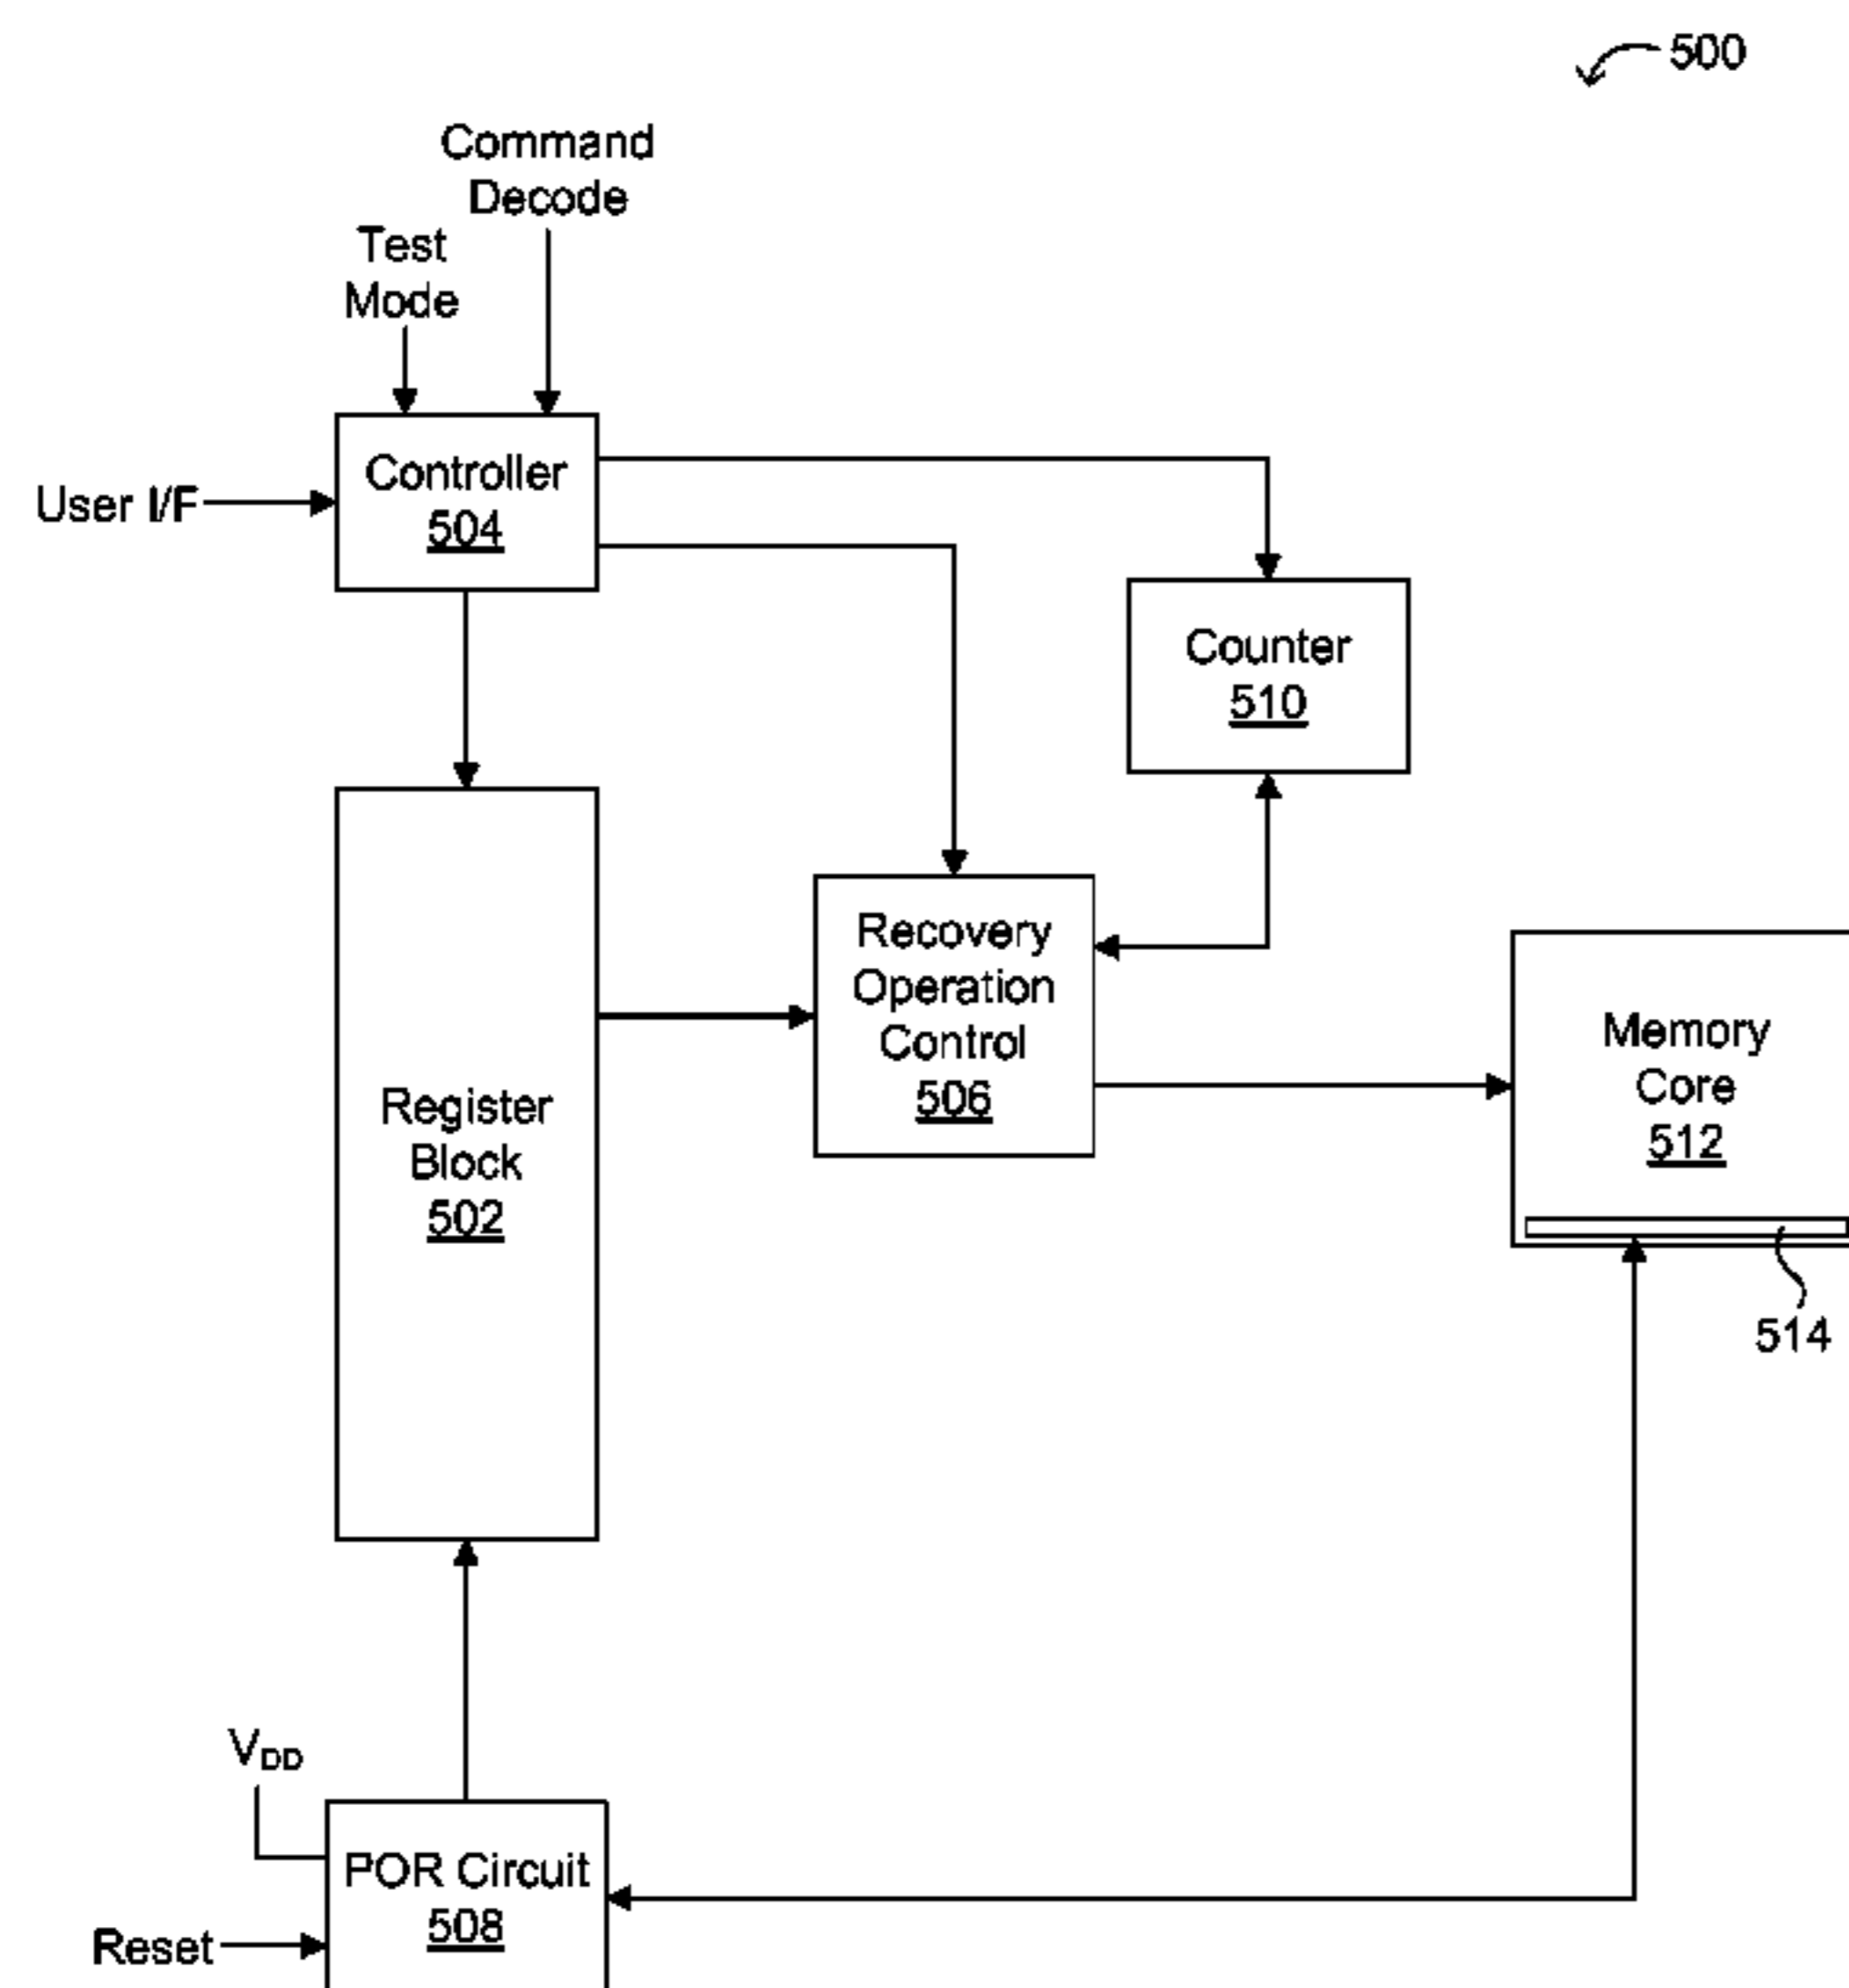 500
Command
Decode
Test
Mode
User I/F
Controller
504
Counter
510
Recovery
Operation
Control
506
Memory
Core
512
Register
Block
502
514
VDD
POR Circuit
508
Reset